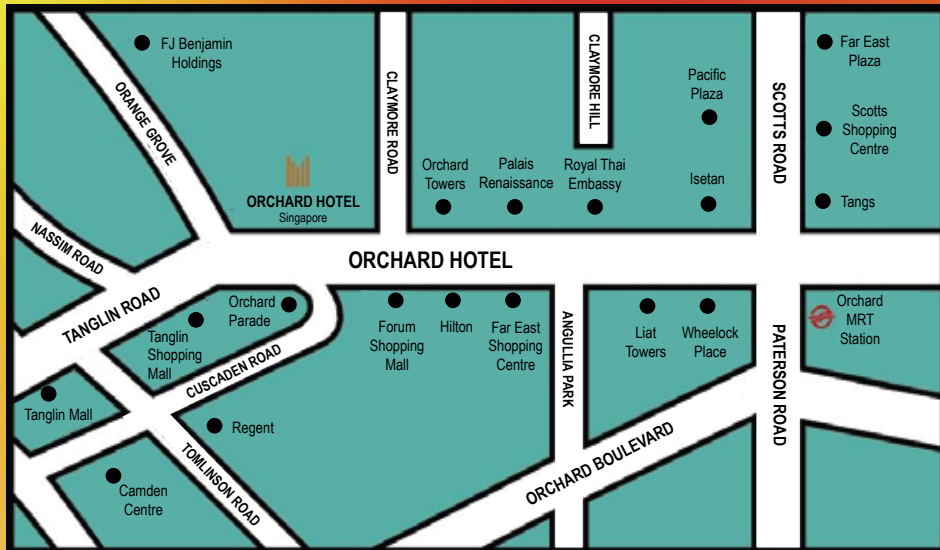 FJ Benjamin
Holdings
ORANGE GROVE
CLAYMORE ROAD
CLAYMORE HILL
Pacific
Plaza
SCOTTS ROAD
Far East
Plaza
Scotts
Shopping
Centre
ORCHARD HOTEL
Singapore
Orchard
Towers
Palais
Renaissance
Royal Thai
Embassy
Isetan
Tangs
NASSIM ROAD
ORCHARD HOTEL
TANGLIN ROAD
Orchard
Parade
Tanglin
Shopping
Mall
CUSCADEN ROAD
Forum
Shopping
Mall
Hilton
Far East
Shopping
Centre
ANGULLIA PARK
Liat
Towers
Wheelock
Place
PATERSON ROAD
Orchard
MRT
Station
Tanglin Mall
Regent
TOMLINSON ROAD
ORCHARD BOULEVARD
Camden
Centre